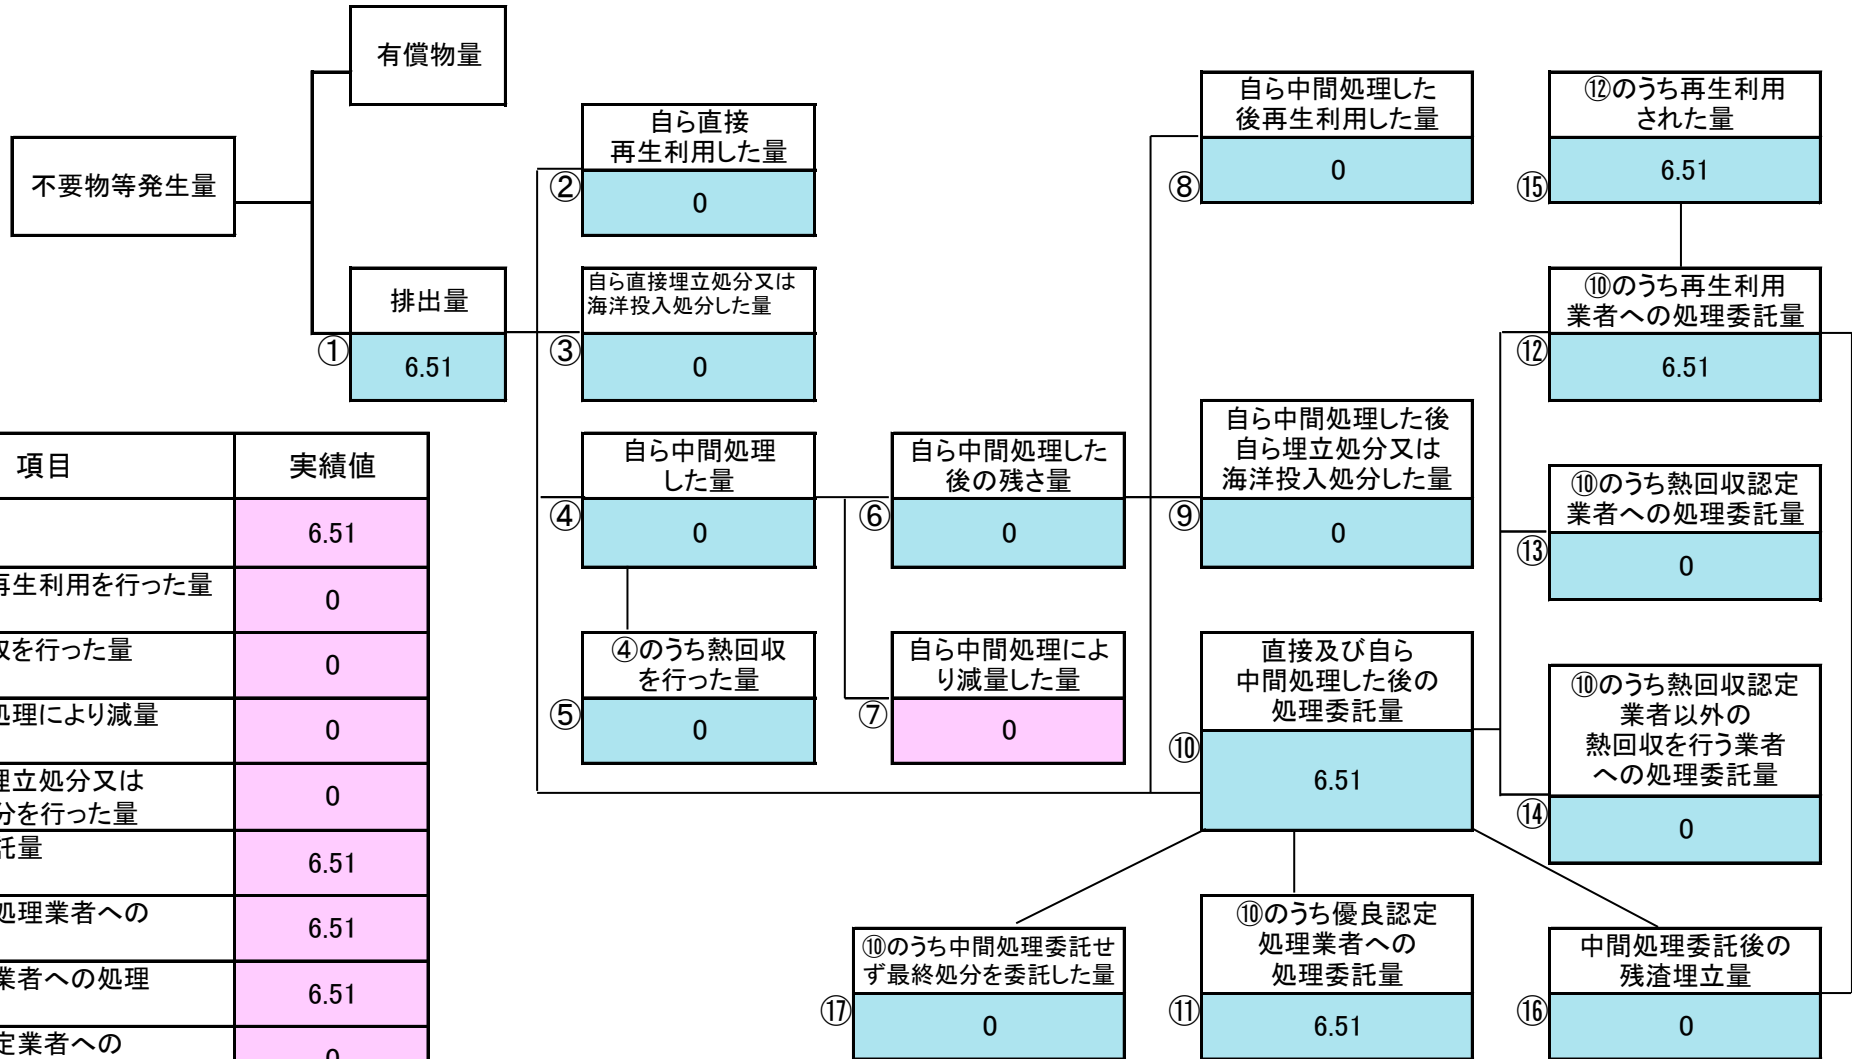 有償物量
不要物等発生量
排出量
①
6.51
自ら直接
再生利用した量
②
0
自ら直接埋立処分又は
海洋投入処分した量
③
0
自ら中間処理
した量
④
0
④のうち熱回収
を行った量
⑤
0
自ら中間処理した
後の残さ量
⑥
0
自ら中間処理によ
り減量した量
⑦
0
自ら中間処理した
後再生利用した量
⑧
0
自ら中間処理した後
自ら埋立処分又は
海洋投入処分した量
⑨
0
直接及び自ら
中間処理した後の
処理委託量
⑩
6.51
⑫のうち再生利用
された量
⑮
6.51
⑩のうち再生利用
業者への処理委託量
⑫
6.51
⑩のうち熱回収認定
業者への処理委託量
⑬
0
⑩のうち熱回収認定
業者以外の
熱回収を行う業者
への処理委託量
⑭
0
⑩のうち中間処理委託せ
ず最終処分を委託した量
⑰
0
⑩のうち優良認定
処理業者への
処理委託量
⑪
6.51
中間処理委託後の
残渣埋立量
⑯
0
項目 実績値
6.51
再生利用を行った量 0
収を行った量 0
処理により減量 0
埋立処分又は
分を行った量 0
託量 6.51
処理業者への 6.51
業者への処理 6.51
定業者への 0